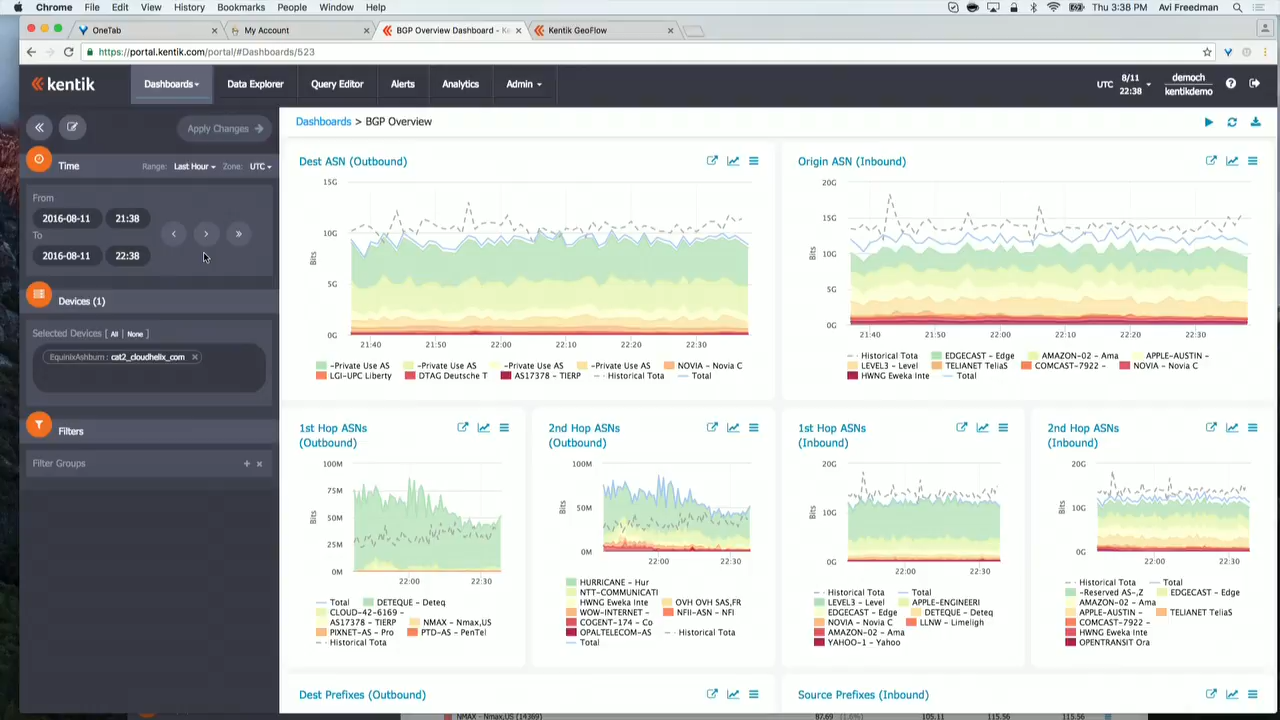 Chrome File Edit View History Bookmarks People Window Help Thu 3:38 PM Avi Freedman
OneTab My Account BGP Overview Dashboard - Ke Kentik GeoFlow
https://portal.kentik.com/portal/#Dashboards/523
kentik Dashboards Data Explorer Query Editor Alerts Analytics Admin UTC 8/11 22:38 democh kentikdemo
Apply Changes
Time Range: Last Hour Zone: UTC
From
2016-08-11 21:38
To
2016-08-11 22:38
Devices (1)
Selected Devices [ All | None ]
EquinixAshburn : cat2_cloudhelix_com ×
Filters
Filter Groups + ×
Dashboards > BGP Overview
Dest ASN (Outbound)
15G
10G
5G
0G
Bits
21:40 21:50 22:00 22:10 22:20 22:30
-Private Use AS -Private Use AS -Private Use AS -Private Use AS NOVIA - Novia C
LGI-UPC Liberty DTAG Deutsche T AS17378 - TIERP Historical Tota Total
Origin ASN (Inbound)
20G
15G
10G
5G
0G
Bits
21:40 21:50 22:00 22:10 22:20 22:30
Historical Tota EDGECAST - Edge AMAZON-02 - Ama APPLE-AUSTIN -
LEVEL3 - Level TELIANET TeliaS COMCAST-7922 - NOVIA - Novia C
HWNG Eweka Inte Total
1st Hop ASNs
(Outbound)
100M
75M
50M
25M
0M
Bits
22:00 22:30
Total DETEQUE - Deteq
CLOUD-42-6169 -
AS17378 - TIERP NMAX - Nmax,US
PIXNET-AS - Pro PTD-AS - PenTel
Historical Tota
2nd Hop ASNs
(Outbound)
100M
50M
0M
Bits
22:00 22:30
HURRICANE - Hur
NTT-COMMUNICATI
HWNG Eweka Inte OVH OVH SAS,FR
WOW-INTERNET - NFII-ASN - NFI
COGENT-174 - Co
OPALTELECOM-AS Historical Tota
Total
1st Hop ASNs
(Inbound)
20G
10G
0G
Bits
22:00 22:30
Historical Tota Total
LEVEL3 - Level APPLE-ENGINEERI
EDGECAST - Edge DETEQUE - Deteq
NOVIA - Novia C LLNW - Limeligh
AMAZON-02 - Ama
YAHOO-1 - Yahoo
2nd Hop ASNs
(Inbound)
20G
10G
0G
Bits
22:00 22:30
Historical Tota Total
-Reserved AS-,Z EDGECAST - Edge
AMAZON-02 - Ama
APPLE-AUSTIN - TELIANET TeliaS
COMCAST-7922 -
HWNG Eweka Inte
OPENTRANSIT Ora
Dest Prefixes (Outbound)
Source Prefixes (Inbound)
NMAX - Nmax,US (14369) 87.69 (1.6%) 105.11 115.56 115.56